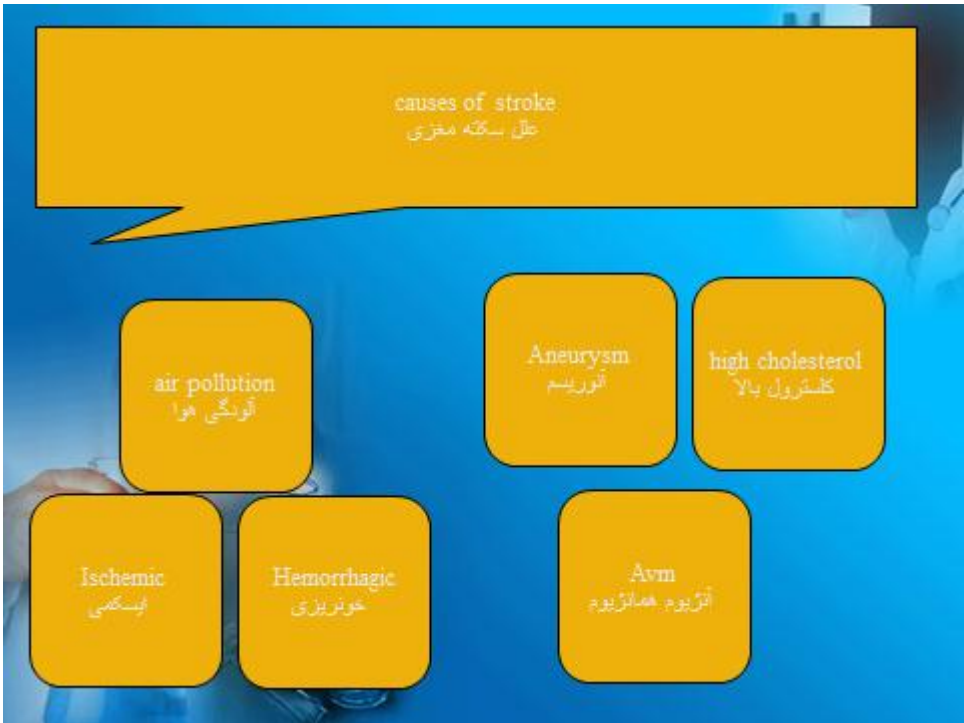 causes of stroke
علل سکته مغزی
air pollution
آلودگی هوا
Aneurysm
آنوریسم
high cholesterol
کلسترول بالا
Ischemic
ایسکمی
Hemorrhagic
خونریزی
Avm
آنژیوم همانژیوم